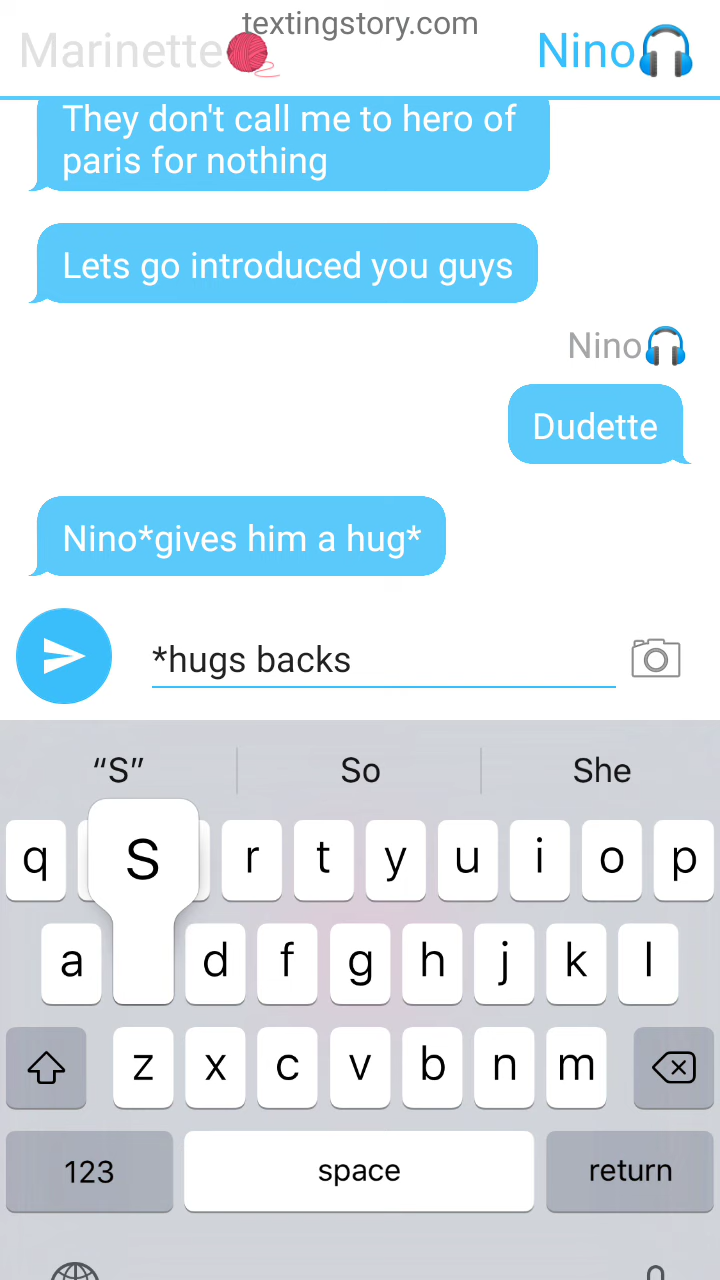 textingstory.com
Marinette🧶 Nino🎧
They don't call me to hero of
paris for nothing
Lets go introduced you guys
Nino🎧
Dudette
Nino*gives him a hug*
*hugs backs
“S” So She
q S r t y u i o p
a d f g h j k l
z x c v b n m
123 space return